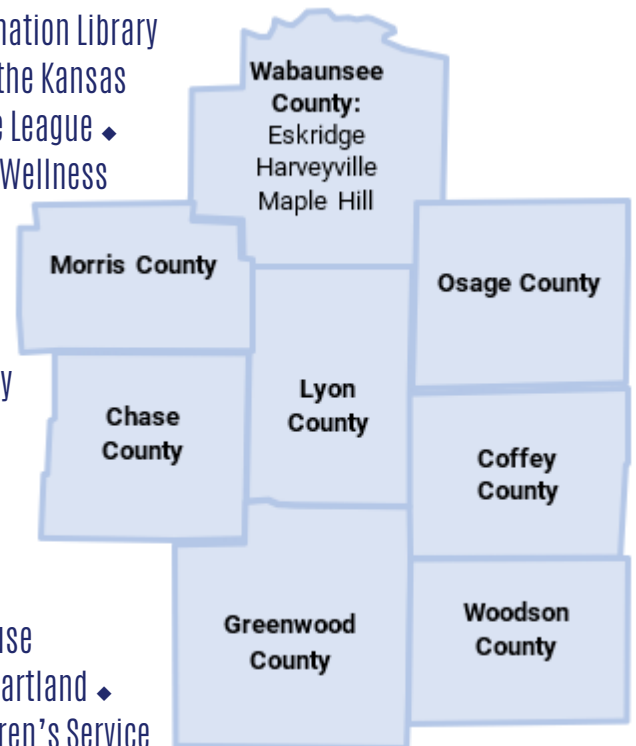 nation Library
the Kansas
League ◆
Wellness
Wabaunsee
County:
Eskridge
Harveyville
Maple Hill
Morris County
Osage County
Lyon
County
Chase
County
Coffey
County
Greenwood
County
Woodson
County
artland ◆
ren's Service